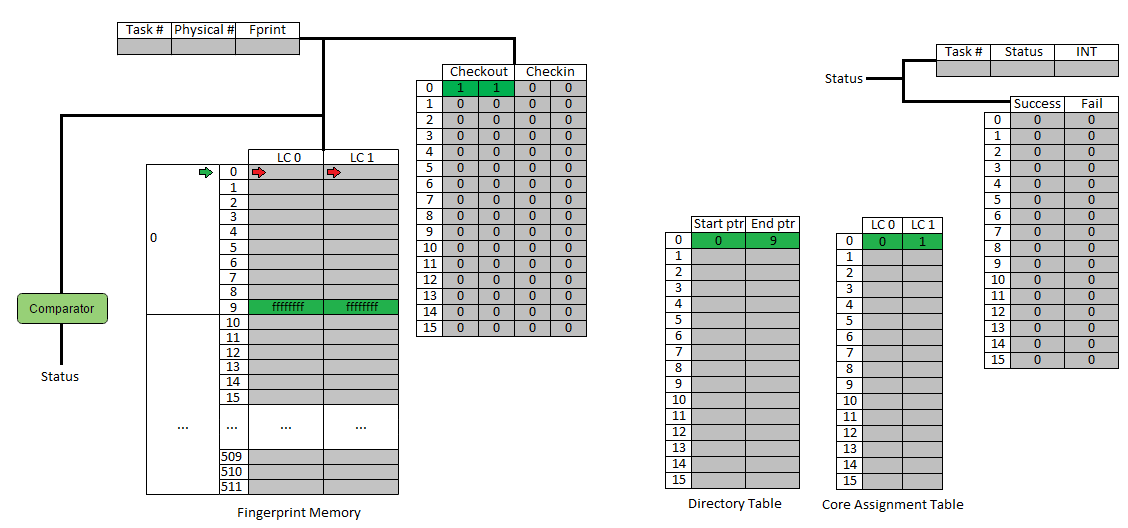 Task # Physical # Fprint
Checkout Checkin
0 1 1 0 0
1 0 0 0 0
2 0 0 0 0
3 0 0 0 0
4 0 0 0 0
5 0 0 0 0
6 0 0 0 0
7 0 0 0 0
8 0 0 0 0
9 0 0 0 0
10 0 0 0 0
11 0 0 0 0
12 0 0 0 0
13 0 0 0 0
14 0 0 0 0
15 0 0 0 0
LC 0 LC 1
0
0
1
2
3
4
5
6
7
8
9 ffffffff ffffffff
10
11
12
13
14
15
... ... ... ...
509
510
511
Fingerprint Memory
Comparator
Status
Start ptr End ptr
0 0 9
1
2
3
4
5
6
7
8
9
10
11
12
13
14
15
Directory Table
LC 0 LC 1
0 0 1
1
2
3
4
5
6
7
8
9
10
11
12
13
14
15
Core Assignment Table
Status
Task # Status INT
Success Fail
0 0 0
1 0 0
2 0 0
3 0 0
4 0 0
5 0 0
6 0 0
7 0 0
8 0 0
9 0 0
10 0 0
11 0 0
12 0 0
13 0 0
14 0 0
15 0 0